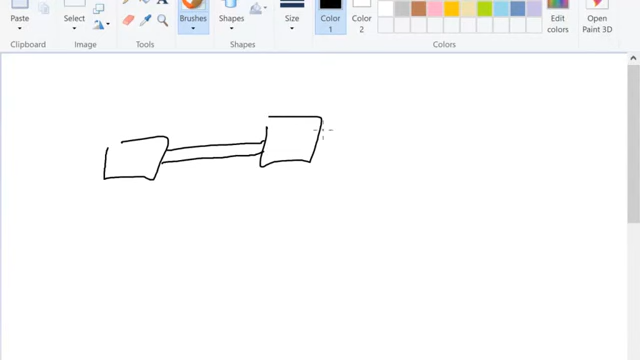 Paste
Select
Brushes
Shapes
Size
Color
1
Color
2
Edit
colors
Open
Paint 3D
Clipboard
Image
Tools
Shapes
Colors